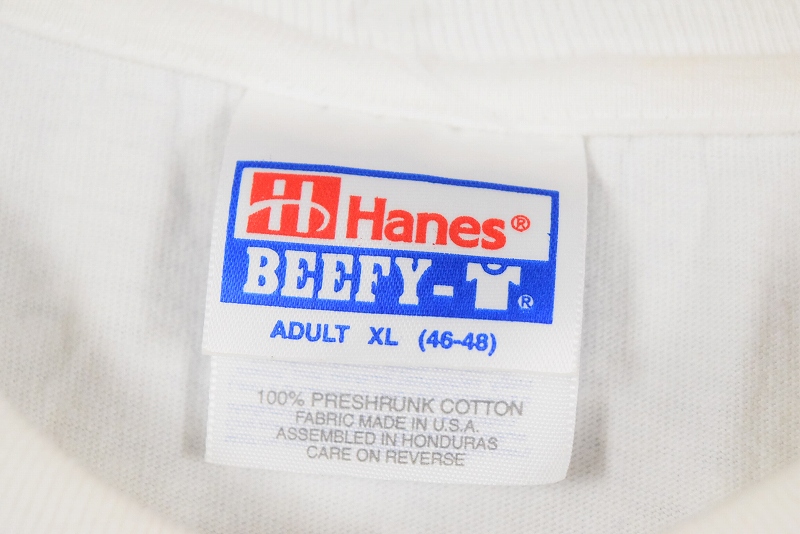 Hanes®
BEEFY-T®
ADULT XL (46-48)
100% PRESHRUNK COTTON
FABRIC MADE IN U.S.A.
ASSEMBLED IN HONDURAS
CARE ON REVERSE